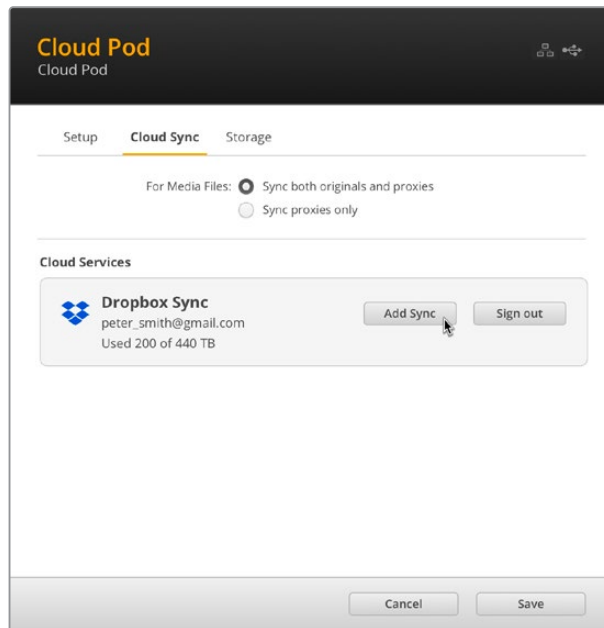 Cloud Pod
Cloud Pod
Setup Cloud Sync Storage
For Media Files: Sync both originals and proxies
Sync proxies only
Cloud Services
Dropbox Sync
peter_smith@gmail.com
Used 200 of 440 TB
Add Sync Sign out
Cancel Save